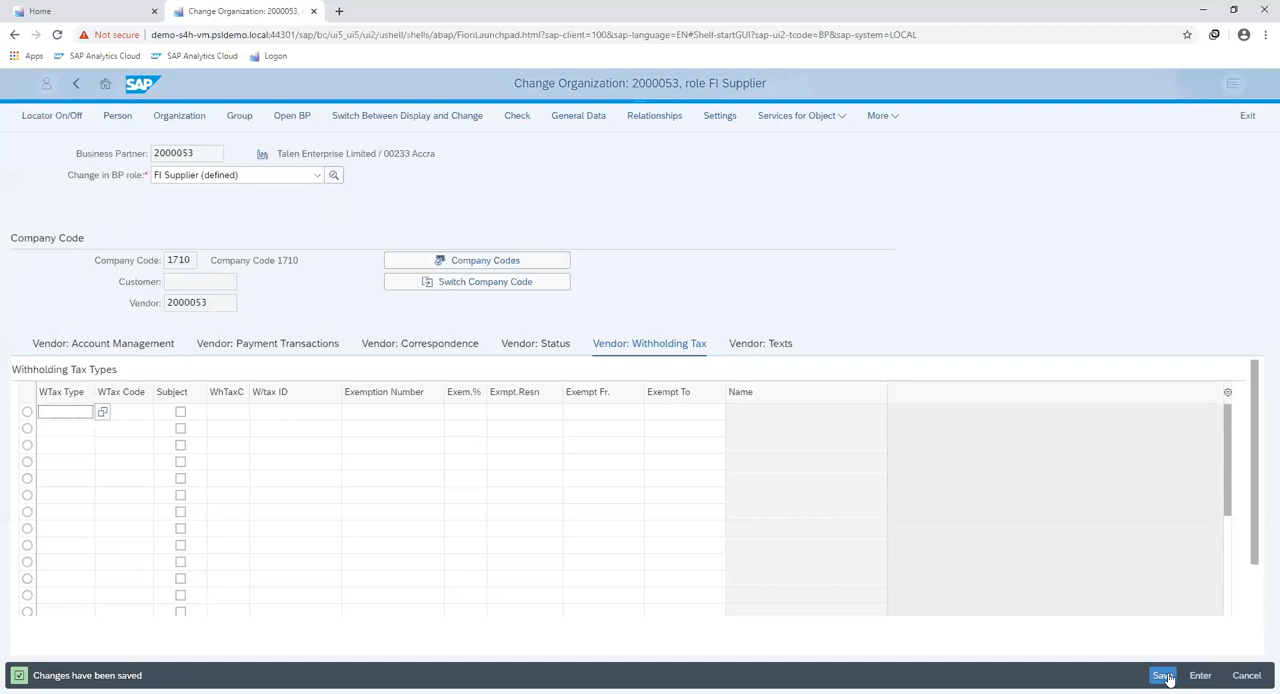 Home
Change Organization: 2000053,
Not secure
demo-s4h-vm.psldemo.local:44301/sap/bc/ui5_ui5/ui2/ushell/shells/abap/FioriLaunchpad.html?sap-client=100&sap-language=EN#Shell-startGUI?sap-ui2-tcode=BP&sap-system=LOCAL
Apps SAP Analytics Cloud SAP Analytics Cloud Logon
SAP Change Organization: 2000053, role FI Supplier
Locator On/Off Person Organization Group Open BP Switch Between Display and Change Check General Data Relationships Settings Services for Object More Exit
Business Partner: 2000053 Talen Enterprise Limited / 00233 Accra
Change in BP role:* FI Supplier (defined)
Company Code
Company Code: 1710 Company Code 1710 Company Codes
Customer: Switch Company Code
Vendor: 2000053
Vendor: Account Management Vendor: Payment Transactions Vendor: Correspondence Vendor: Status Vendor: Withholding Tax Vendor: Texts
Withholding Tax Types
WTax Type WTax Code Subject WhTaxC W/tax ID Exemption Number Exem.% Exmpt.Resn Exempt Fr. Exempt To Name
Changes have been saved Save Enter Cancel